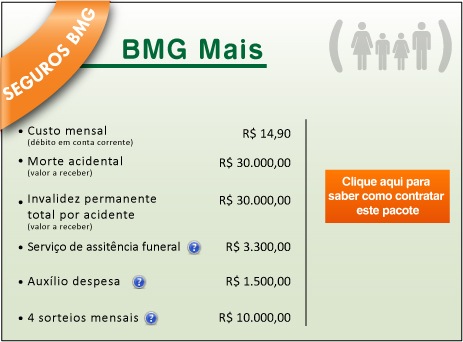 SEGUROS BMG
BMG Mais
• Custo mensal R$ 14,90
(débito em conta corrente)
• Morte acidental R$ 30.000,00
(valor a receber)
• Invalidez permanente R$ 30.000,00
total por acidente
(valor a receber)
• Serviço de assitência funeral ? R$ 3.300,00
• Auxílio despesa ? R$ 1.500,00
• 4 sorteios mensais ? R$ 10.000,00
Clique aqui para
saber como contratar
este pacote